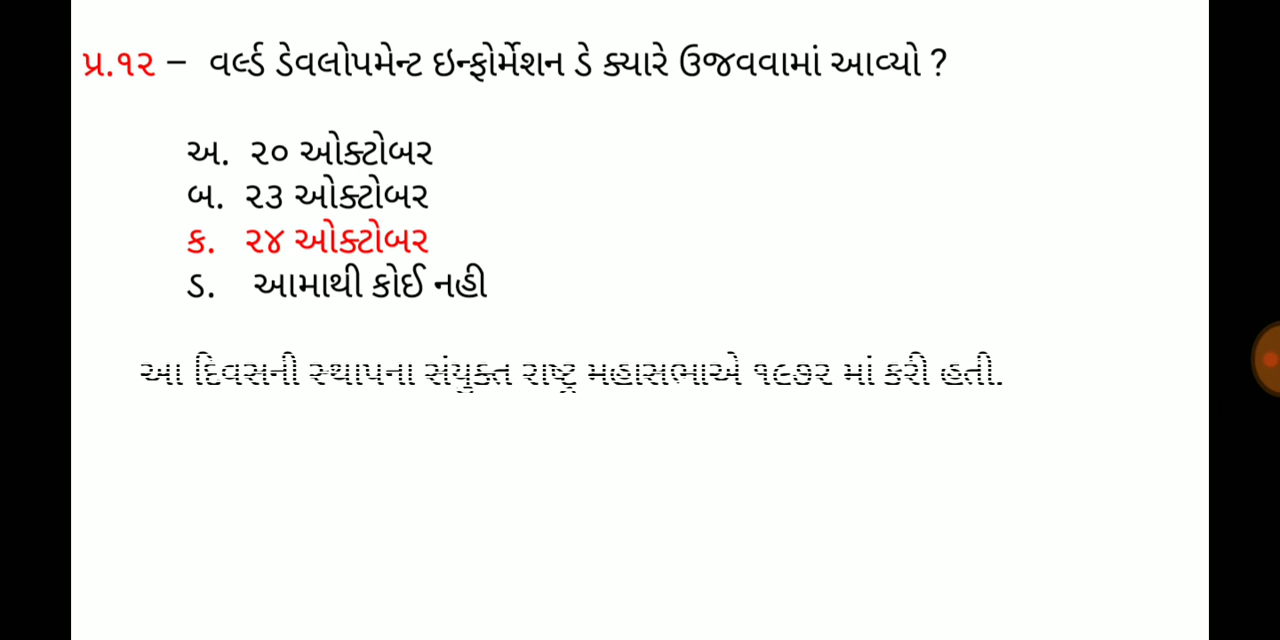 પ્ર.૧૨ – વર્લ્ડ ડેવલોપમેન્ટ ઇન્ફોર્મેશન ડે ક્યારે ઉજવવામાં આવ્યો ?
અ. ૨૦ ઓક્ટોબર
બ. ૨૩ ઓક્ટોબર
ક. ૨૪ ઓક્ટોબર
ડ. આમાથી કોઈ નહી
આ દિવસની સ્થાપના સંયુક્ત રાષ્ટ્ર મહાસભાએ ૧૯૭૨ માં કરી હતી.